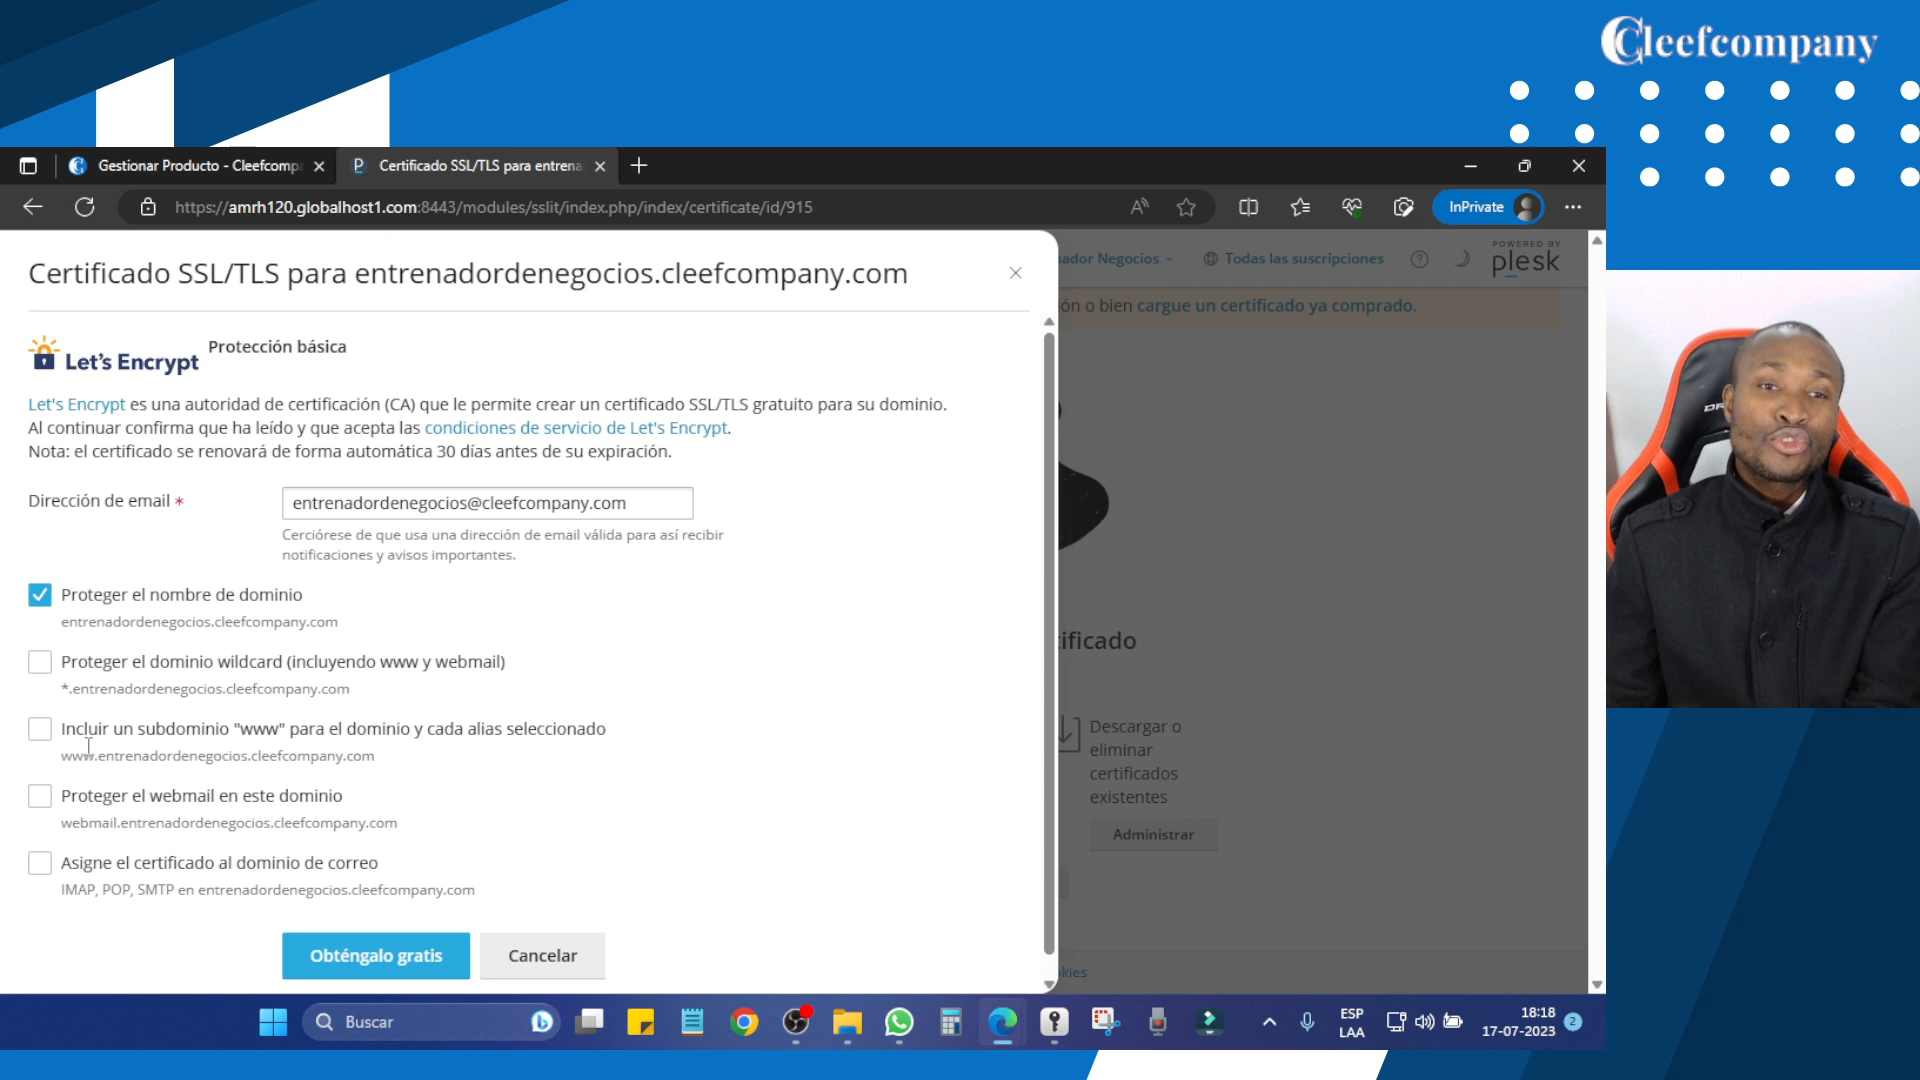 Cleefcompany
Gestionar Producto - Cleefcomp
Certificado SSL/TLS para entrena
https://amrh120.globalhost1.com:8443/modules/sslit/index.php/index/certificate/id/915
InPrivate
Certificado SSL/TLS para entrenadordenegocios.cleefcompany.com
ador Negocios
Todas las suscripciones
POWERED BY
plesk
ón o bien cargue un certificado ya comprado.
Let's Encrypt
Protección básica
Let's Encrypt es una autoridad de certificación (CA) que le permite crear un certificado SSL/TLS gratuito para su dominio.
Al continuar confirma que ha leído y que acepta las condiciones de servicio de Let's Encrypt.
Nota: el certificado se renovará de forma automática 30 días antes de su expiración.
Dirección de email *
entrenadordenegocios@cleefcompany.com
Cerciórese de que usa una dirección de email válida para así recibir
notificaciones y avisos importantes.
Proteger el nombre de dominio
entrenadordenegocios.cleefcompany.com
Proteger el dominio wildcard (incluyendo www y webmail)
*.entrenadordenegocios.cleefcompany.com
Incluir un subdominio "www" para el dominio y cada alias seleccionado
www.entrenadordenegocios.cleefcompany.com
Proteger el webmail en este dominio
webmail.entrenadordenegocios.cleefcompany.com
Asigne el certificado al dominio de correo
IMAP, POP, SMTP en entrenadordenegocios.cleefcompany.com
Obténgalo gratis
Cancelar
tificado
Descargar o
eliminar
certificados
existentes
Administrar
kies
Buscar
ESP
LAA
18:18
17-07-2023
2